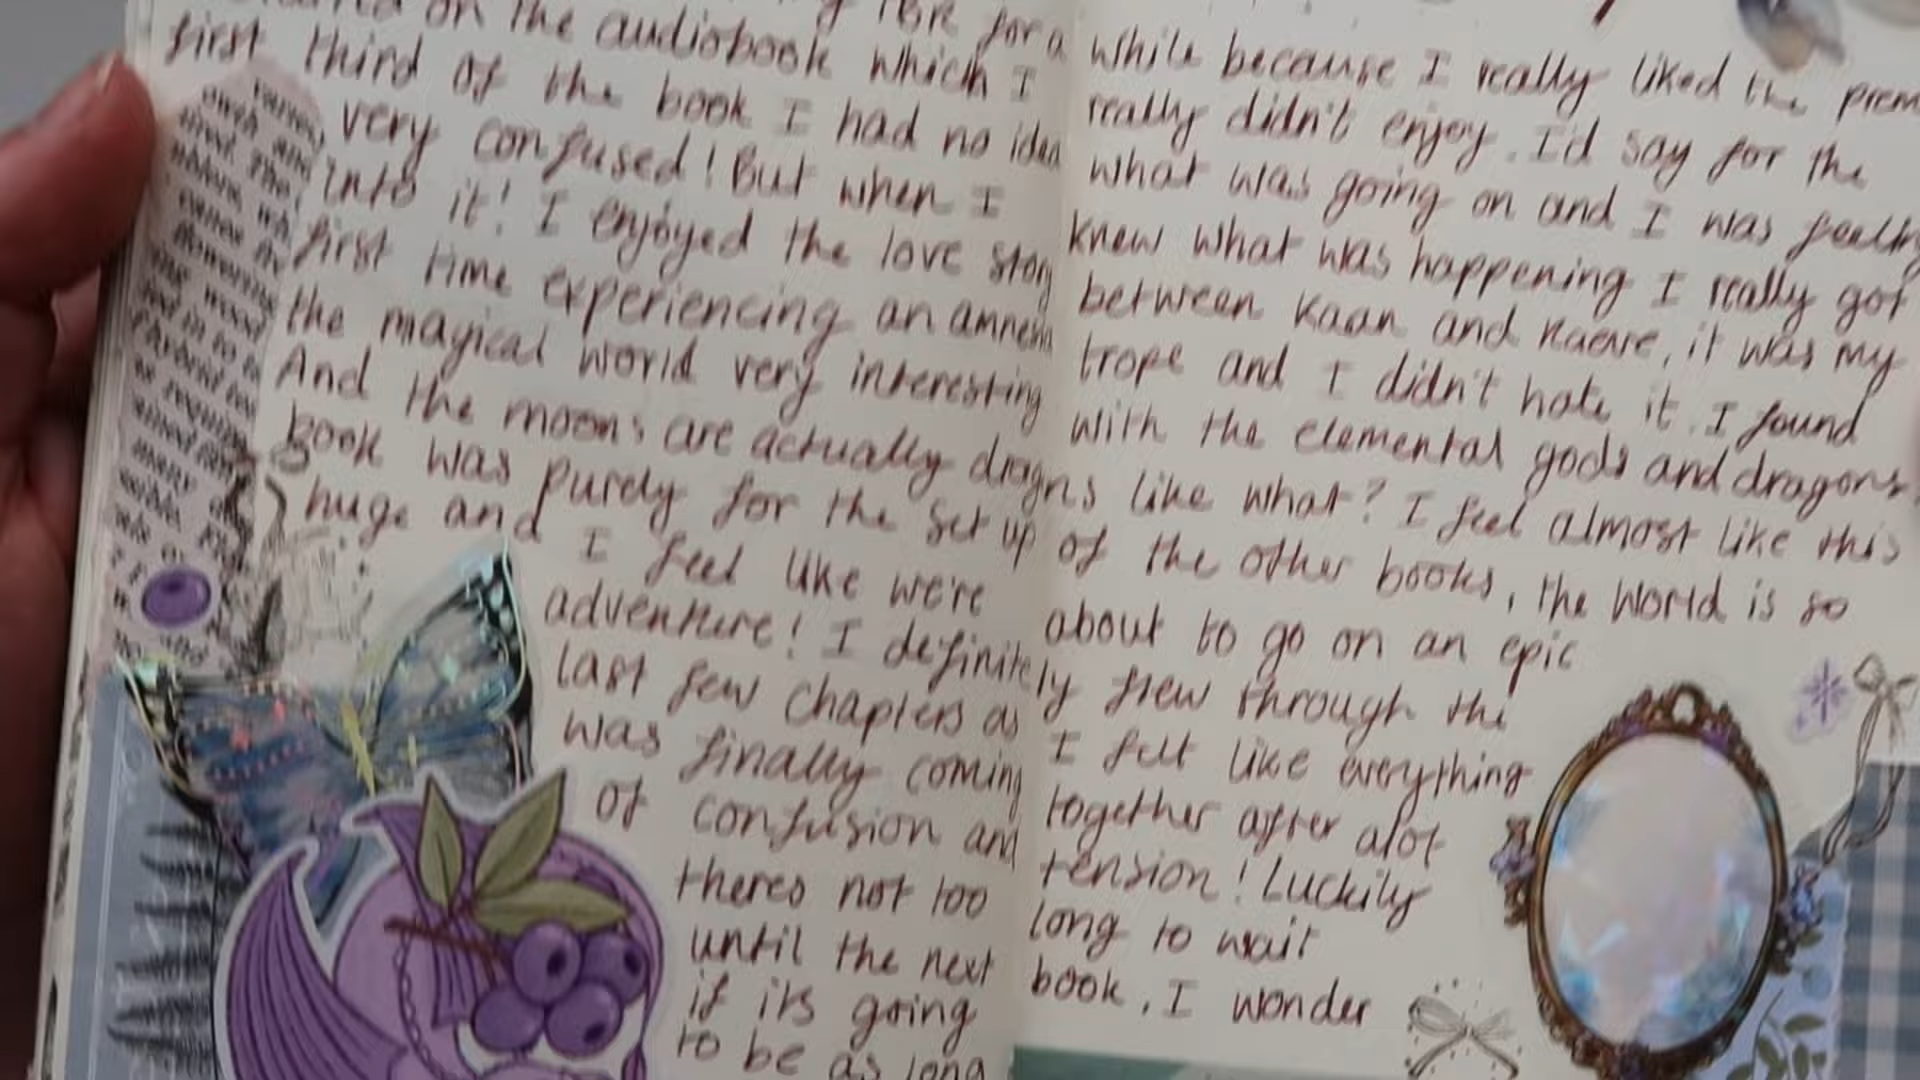 TBR for a while because I really liked the prem
on the audiobook which I really didn't enjoy. I'd say for the
first third of the book I had no idea what was going on and I was feeling
very confused! But when I knew what was happening I really got
into it! I enjoyed the love story between Kaan and Raeve, it was my
first time experiencing an amnesia trope and I didn't hate it. I found
the magical world very interesting with the elemental gods and dragons.
And the moons are actually dragons like what? I feel almost like this
book was purely for the set up of the other books, the world is so
huge and I feel like we're about to go on an epic
adventure! I definitely flew through the
last few chapters as I felt like everything
was finally coming together after alot
of confusion and tension! Luckily
theres not too long to wait
until the next book, I wonder
if its going
to be as long